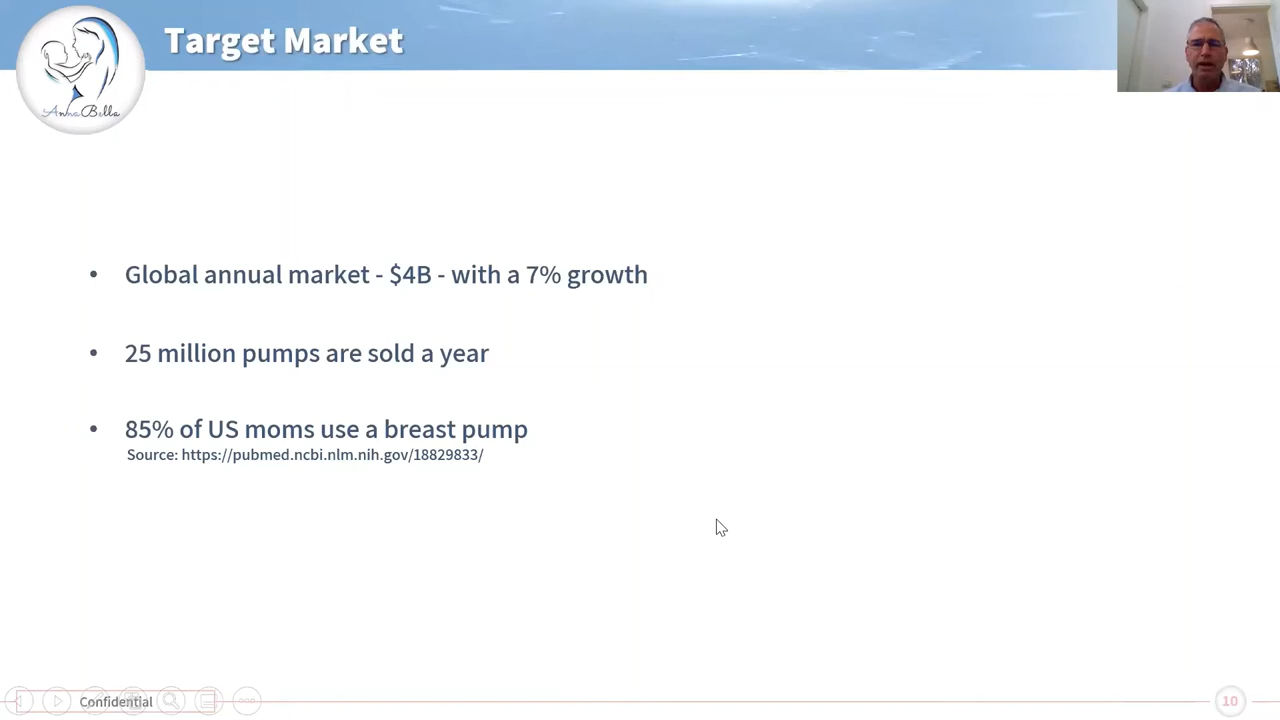 Target Market
AnnaBella
• Global annual market - $4B - with a 7% growth
• 25 million pumps are sold a year
• 85% of US moms use a breast pump
Source: https://pubmed.ncbi.nlm.nih.gov/18829833/
Confidential
10